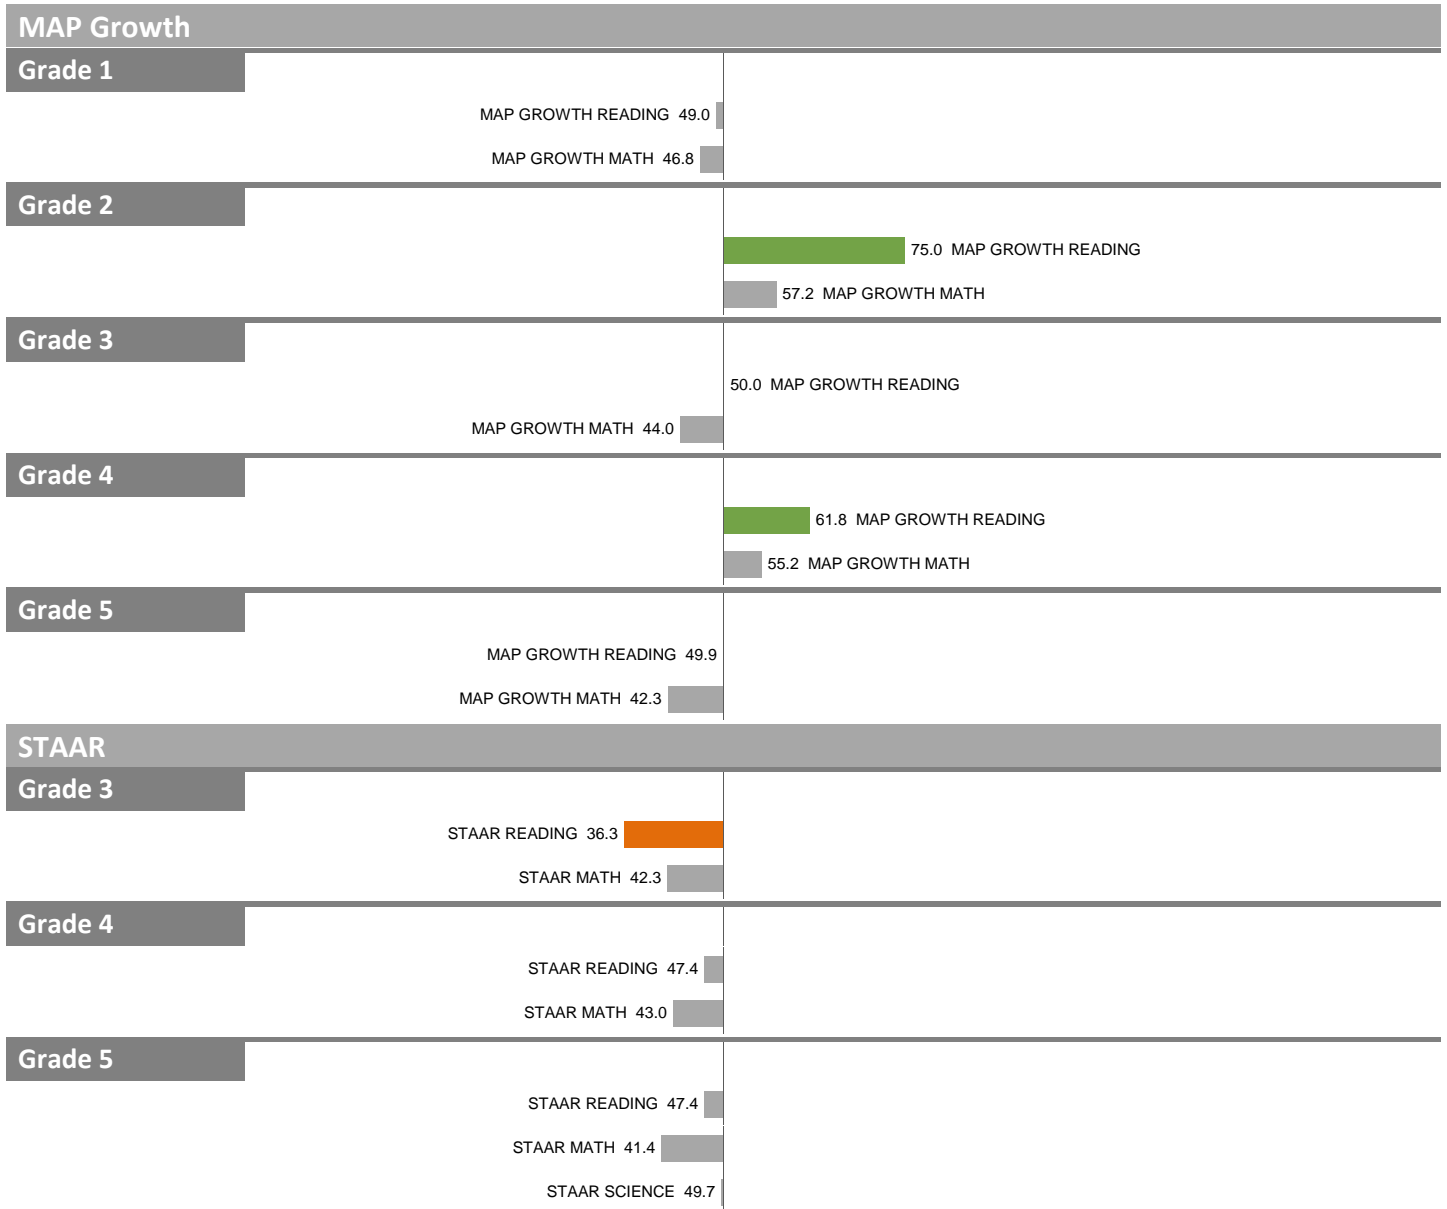 MAP Growth
Grade 1
MAP GROWTH READING 49.0
MAP GROWTH MATH 46.8
Grade 2
75.0 MAP GROWTH READING
57.2 MAP GROWTH MATH
Grade 3
50.0 MAP GROWTH READING
MAP GROWTH MATH 44.0
Grade 4
61.8 MAP GROWTH READING
55.2 MAP GROWTH MATH
Grade 5
MAP GROWTH READING 49.9
MAP GROWTH MATH 42.3
STAAR
Grade 3
STAAR READING 36.3
STAAR MATH 42.3
Grade 4
STAAR READING 47.4
STAAR MATH 43.0
Grade 5
STAAR READING 47.4
STAAR MATH 41.4
STAAR SCIENCE 49.7